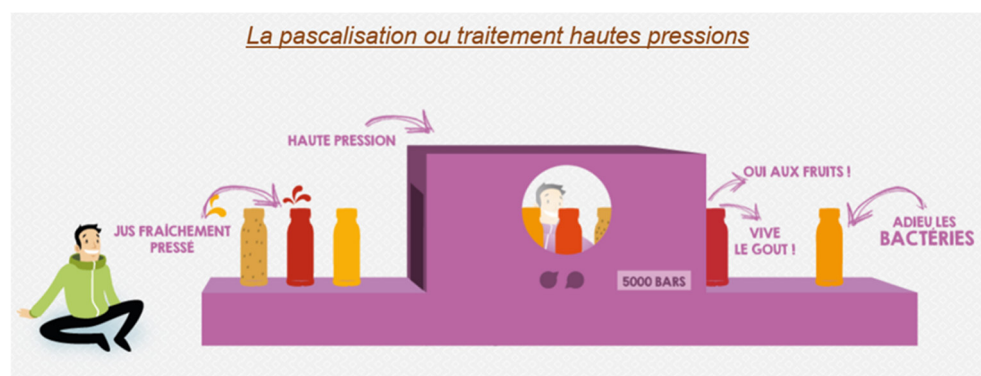 La pascalisation ou traitement hautes pressions
HAUTE PRESSION
JUS FRAÎCHEMENT
PRESSÉ
5000 BARS
OUI AUX FRUITS !
VIVE
LE GOUT !
ADIEU LES
BACTÉRIES